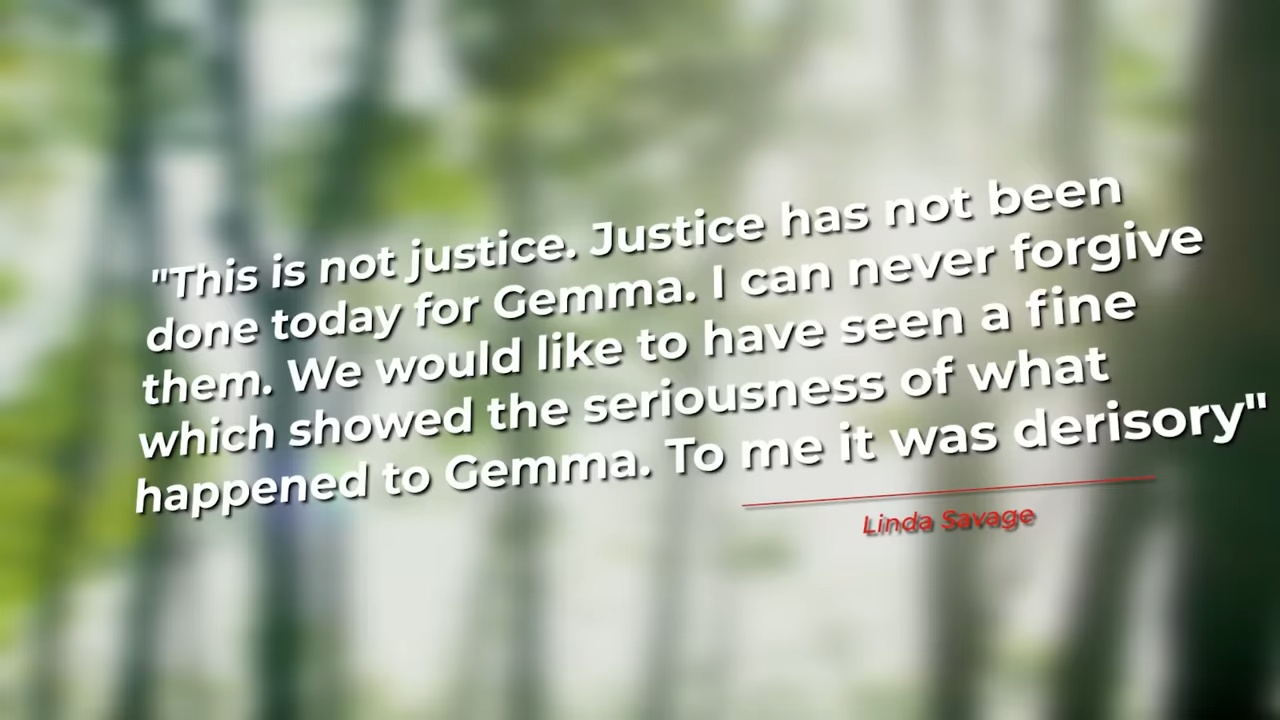 "This is not justice. Justice has not been
done today for Gemma. I can never forgive
them. We would like to have seen a fine
which showed the seriousness of what
happened to Gemma. To me it was derisory"
Linda Savage